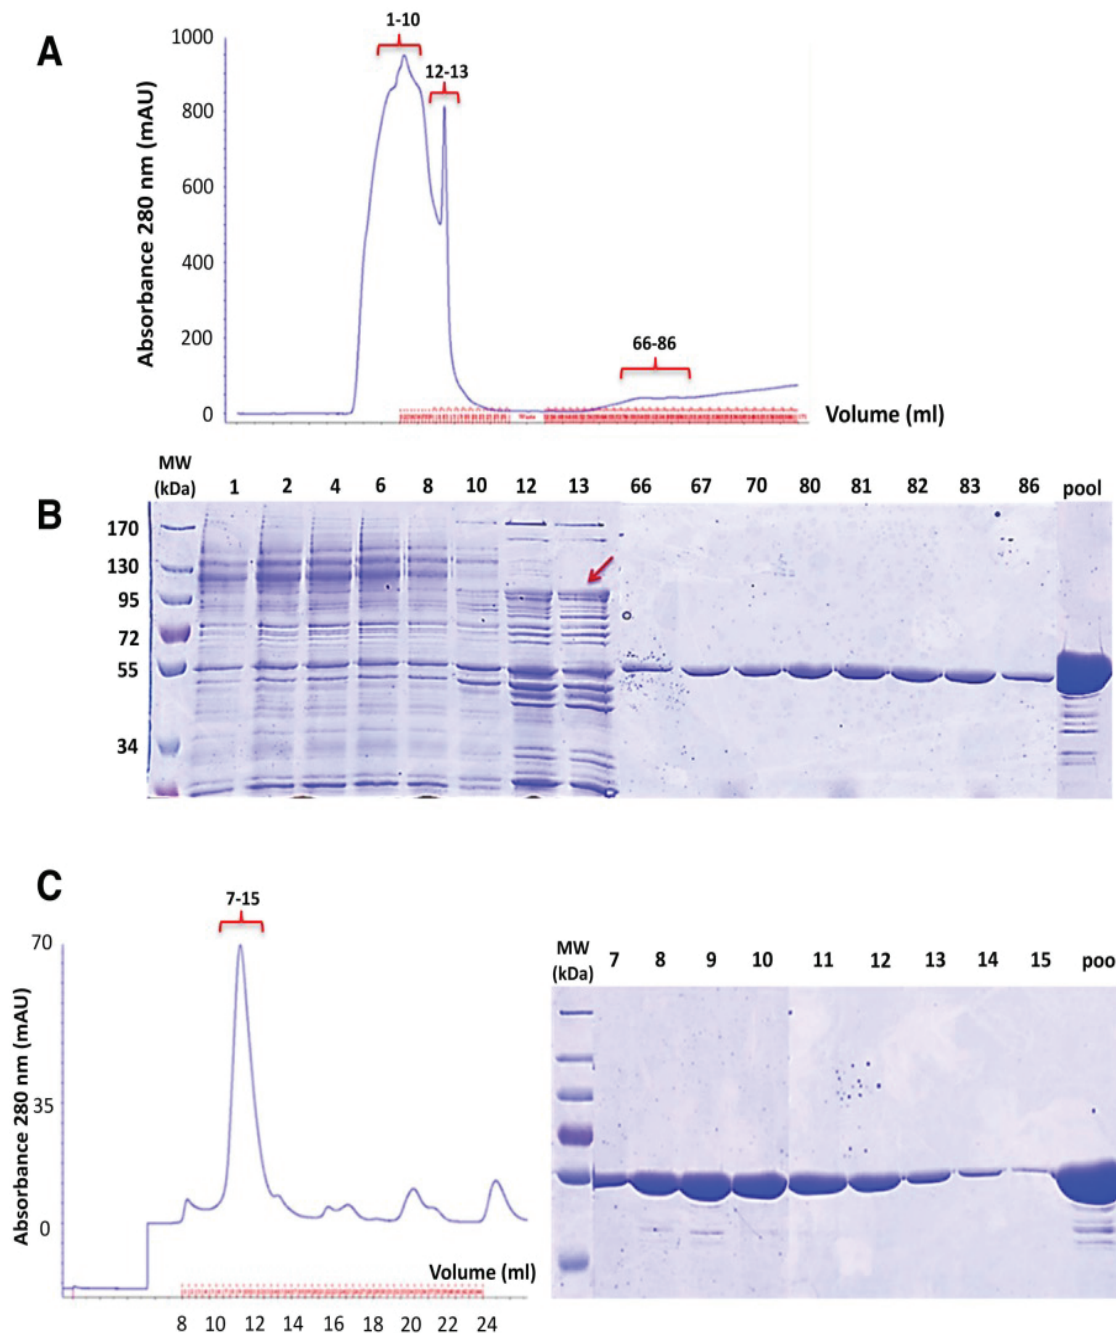 A
1-10
12-13
66-86
1000
800
600
400
200
0
Absorbance 280 nm (mAU)
Volume (ml)
B
MW
(kDa)
1 2 4 6 8 10 12 13 66 67 70 80 81 82 83 86 pool
170
130
95
72
55
34
C
7-15
70
35
0
Absorbance 280 nm (mAU)
Volume (ml)
8 10 12 14 16 18 20 22 24
MW
(kDa)
7 8 9 10 11 12 13 14 15 poo